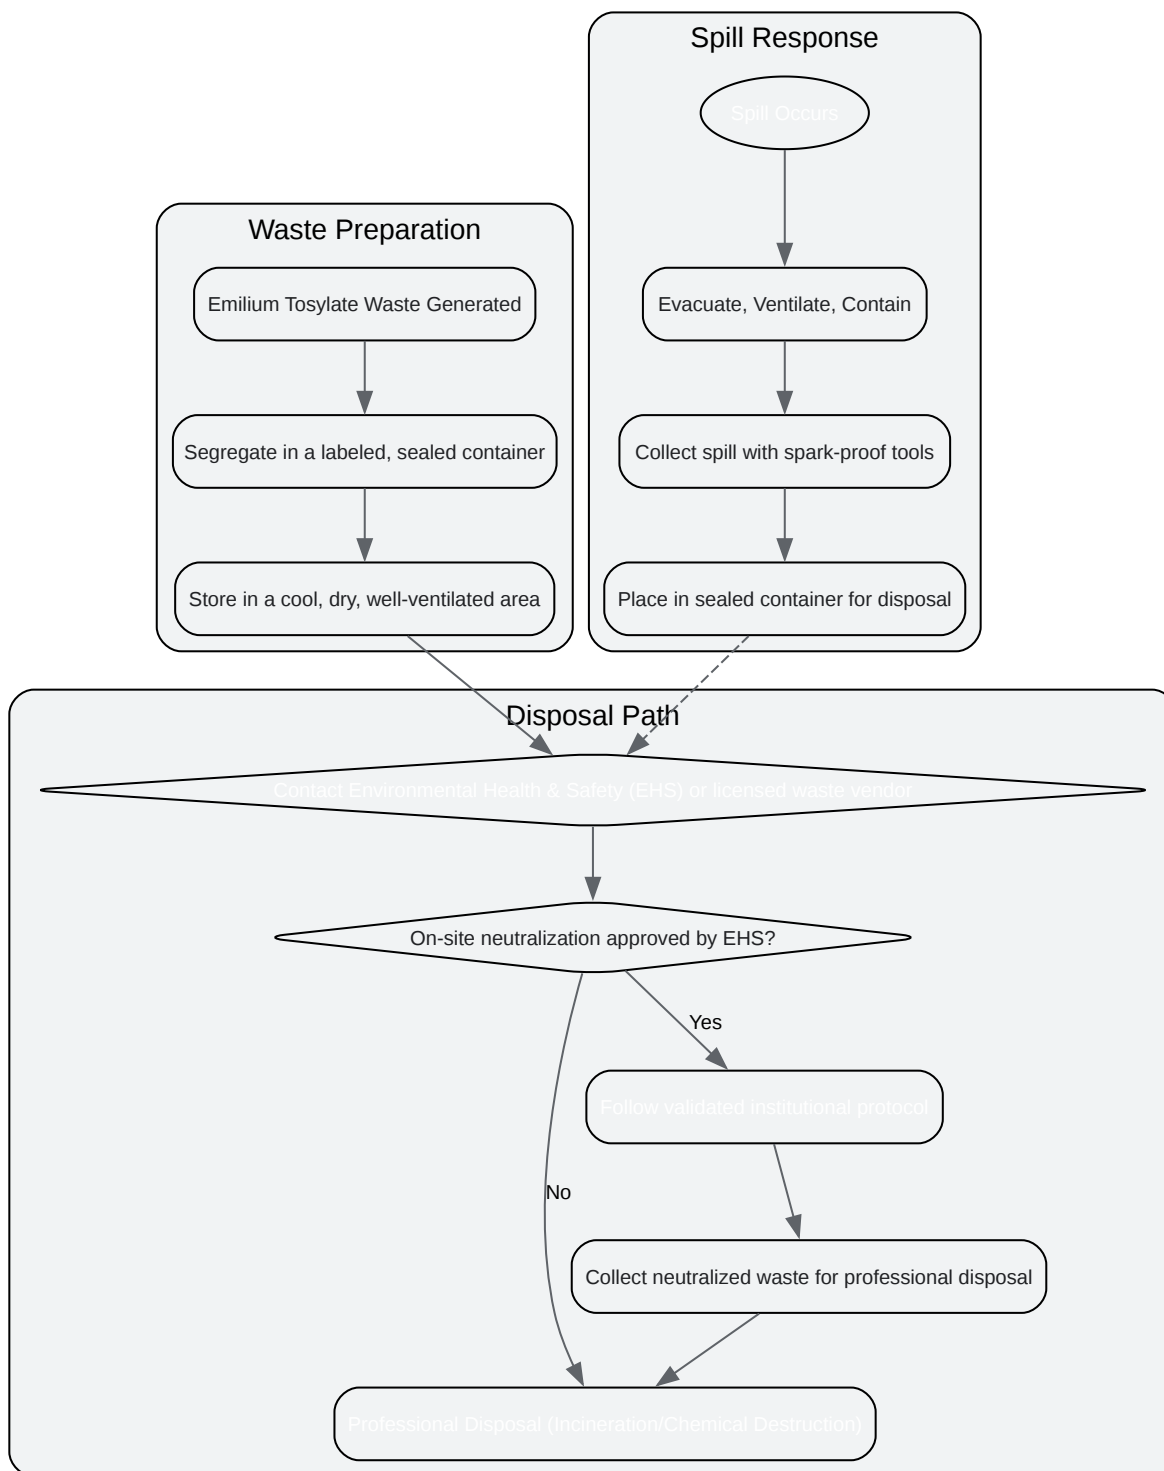 Spill Response
Spill Occurs
Waste Preparation
Emilium Tosylate Waste Generated
Evacuate, Ventilate, Contain
Segregate in a labeled, sealed container
Collect spill with spark-proof tools
Store in a cool, dry, well-ventilated area
Place in sealed container for disposal
Disposal Path
Contact Environmental Health & Safety (EHS) or licensed waste vendor
On-site neutralization approved by EHS?
Yes
Follow validated institutional protocol
No
Collect neutralized waste for professional disposal
Professional Disposal (Incineration/Chemical Destruction)